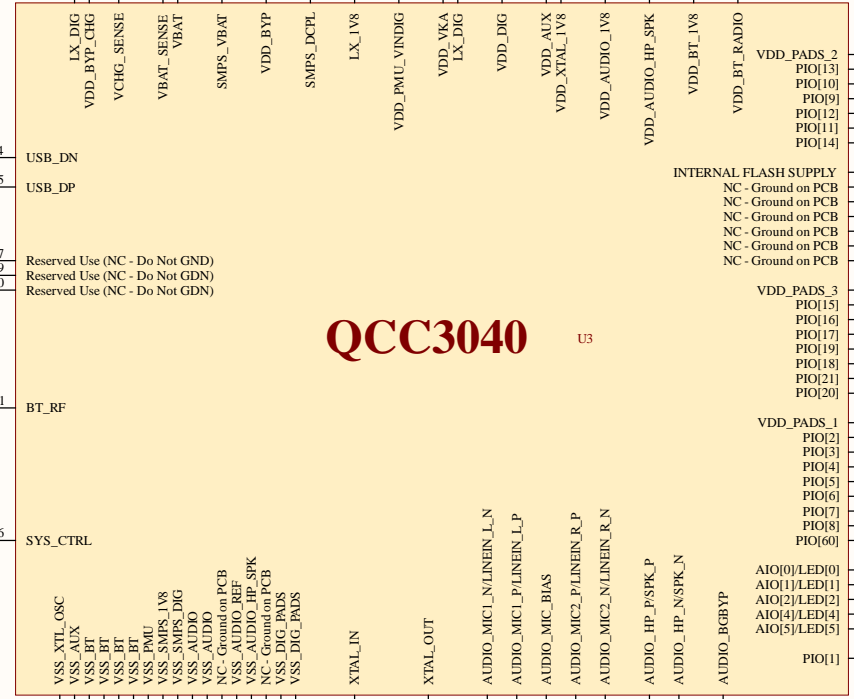 LX_DIG
VDD_BYP_CHG
VCHG_SENSE
VBAT_SENSE
VBAT
SMPS_VBAT
VDD_BYP
SMPS_DCPL
LX_1V8
VDD_PMU_VINDIG
VDD_VKA
LX_DIG
VDD_DIG
VDD_AUX
VDD_XTAL_1V8
VDD_AUDIO_1V8
VDD_AUDIO_HP_SPK
VDD_BT_1V8
VDD_BT_RADIO
VDD_PADS_2
PIO[13]
PIO[10]
PIO[9]
PIO[12]
PIO[11]
PIO[14]
4
USB_DN
5
USB_DP
INTERNAL FLASH SUPPLY
NC - Ground on PCB
NC - Ground on PCB
NC - Ground on PCB
NC - Ground on PCB
NC - Ground on PCB
NC - Ground on PCB
7
Reserved Use (NC - Do Not GND)
9
Reserved Use (NC - Do Not GDN)
0
Reserved Use (NC - Do Not GDN)
QCC3040
U3
VDD_PADS_3
PIO[15]
PIO[16]
PIO[17]
PIO[19]
PIO[18]
PIO[21]
PIO[20]
1
BT_RF
VDD_PADS_1
PIO[2]
PIO[3]
PIO[4]
PIO[5]
PIO[6]
PIO[7]
PIO[8]
PIO[60]
6
SYS_CTRL
AIO[0]/LED[0]
AIO[1]/LED[1]
AIO[2]/LED[2]
AIO[4]/LED[4]
AIO[5]/LED[5]
PIO[1]
VSS_XTL_OSC
VSS_AUX
VSS_BT
VSS_BT
VSS_BT
VSS_BT
VSS_PMU
VSS_SMPS_1V8
VSS_SMPS_DIG
VSS_AUDIO
VSS_AUDIO
NC - Ground on PCB
VSS_AUDIO_REF
VSS_AUDIO_HP_SPK
NC - Ground on PCB
VSS_DIG_PADS
VSS_DIG_PADS
XTAL_IN
XTAL_OUT
AUDIO_MIC1_N/LINEIN_L_N
AUDIO_MIC1_P/LINEIN_L_P
AUDIO_MIC_BIAS
AUDIO_MIC2_P/LINEIN_R_P
AUDIO_MIC2_N/LINEIN_R_N
AUDIO_HP_P/SPK_P
AUDIO_HP_N/SPK_N
AUDIO_BGBYP